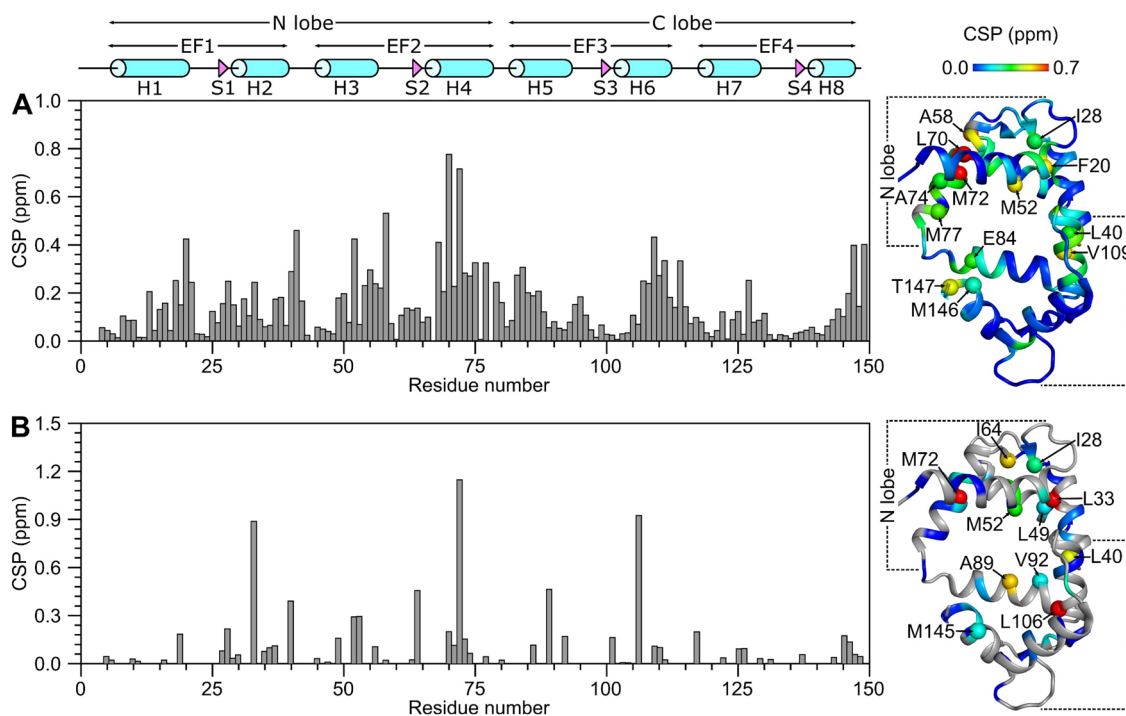 N lobe C lobe
EF1 EF2 EF3 EF4
H1 S1 H2 H3 S2 H4 H5 S3 H6 H7 S4 H8
CSP (ppm)
0.0 0.7
A
1.0
0.8
0.6
0.4
0.2
0.0
CSP (ppm)
0 25 50 75 100 125 150
Residue number
N lobe
A58
I28
L70
F20
A74
M72
M52
M77
L40
E84
V109
T147
M146
B
1.5
1.2
0.9
0.6
0.3
0.0
CSP (ppm)
0 25 50 75 100 125 150
Residue number
N lobe
I64
I28
M72
L33
M52
L49
A89
V92
L40
L106
M145